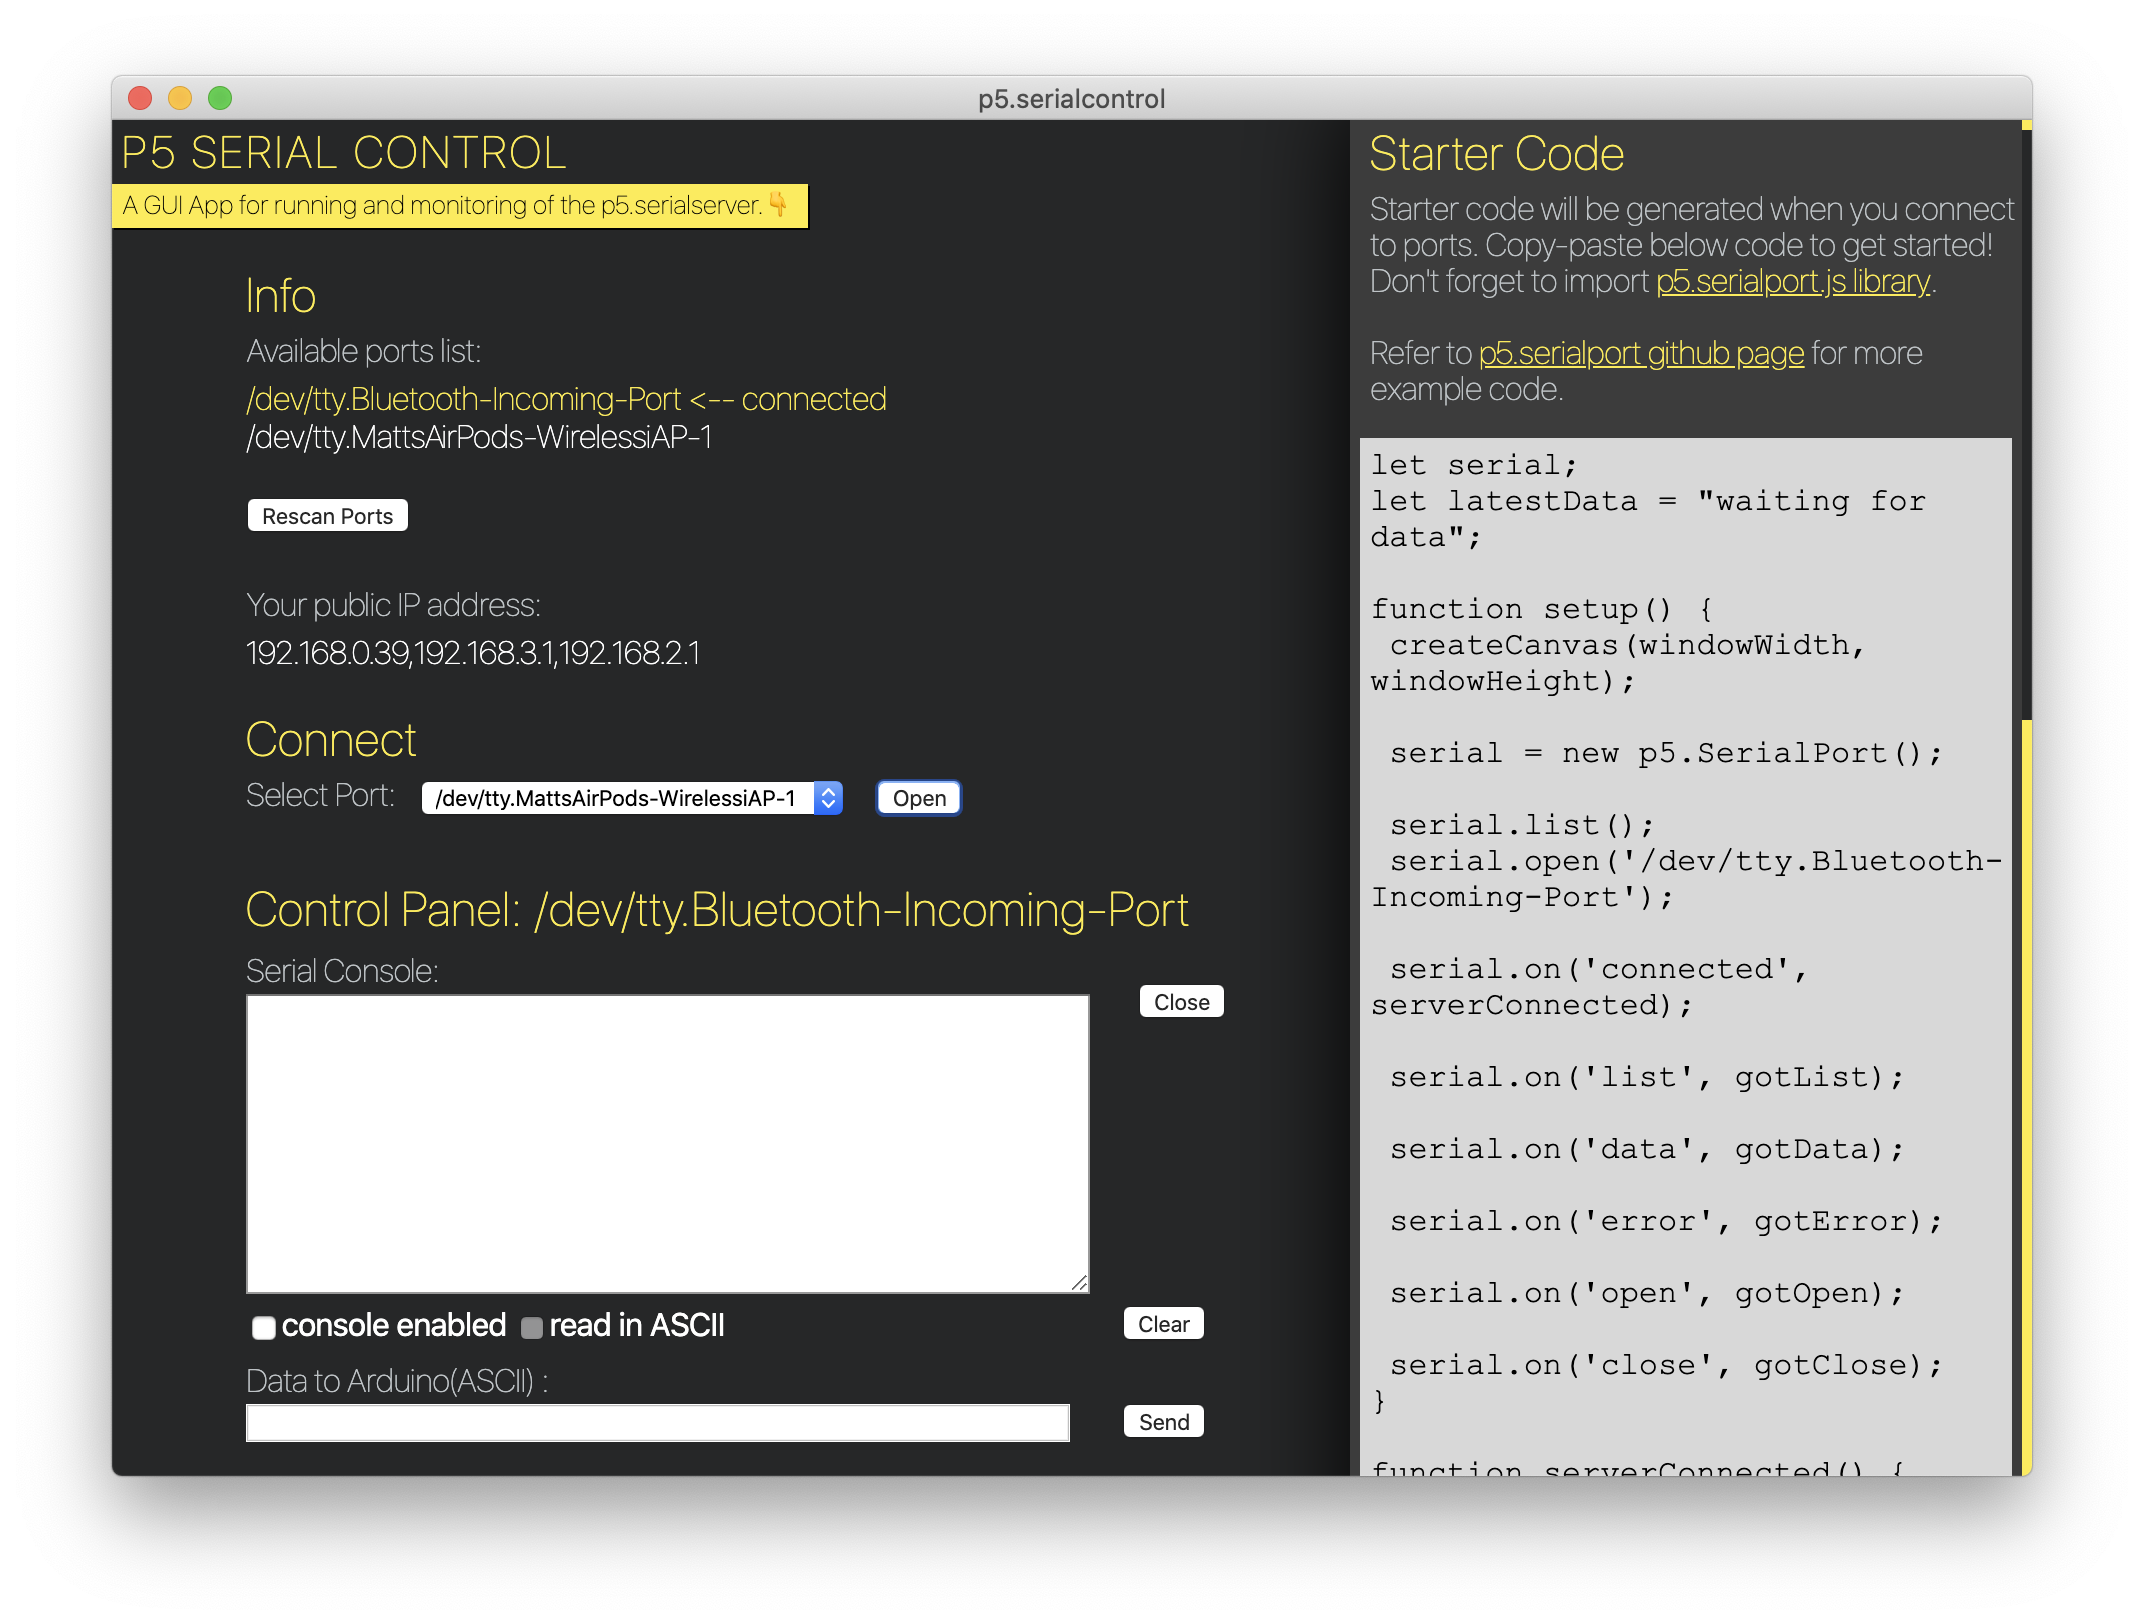 p5.serialcontrol
P5 SERIAL CONTROL
A GUI App for running and monitoring of the p5.serialserver.👇
Info
Available ports list:
/dev/tty.Bluetooth-Incoming-Port <-- connected
/dev/tty.MattsAirPods-WirelessiAP-1
Rescan Ports
Your public IP address:
192.168.0.39,192.168.3.1,192.168.2.1
Connect
Select Port: /dev/tty.MattsAirPods-WirelessiAP-1 Open
Control Panel: /dev/tty.Bluetooth-Incoming-Port
Serial Console:
Close
console enabled read in ASCII
Clear
Data to Arduino(ASCII) :
Send
Starter Code
Starter code will be generated when you connect
to ports. Copy-paste below code to get started!
Don't forget to import p5.serialport.js library.
Refer to p5.serialport github page for more
example code.
let serial;
let latestData = "waiting for
data";
function setup() {
createCanvas(windowWidth,
windowHeight);
serial = new p5.SerialPort();
serial.list();
serial.open('/dev/tty.Bluetooth-
Incoming-Port');
serial.on('connected',
serverConnected);
serial.on('list', gotList);
serial.on('data', gotData);
serial.on('error', gotError);
serial.on('open', gotOpen);
serial.on('close', gotClose);
}
function serverConnected() {